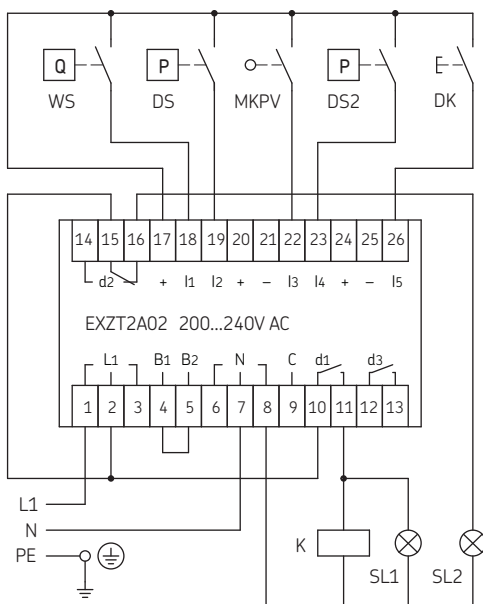 Q P P
WS DS MKPV DS2 DK
14 15 16 17 18 19 20 21 22 23 24 25 26
d2 + I1 I2 + – I3 I4 + – I5
EXZT2A02 200...240V AC
L1 B1 B2 N C d1 d3
1 2 3 4 5 6 7 8 9 10 11 12 13
L1
N
PE
K
SL1 SL2